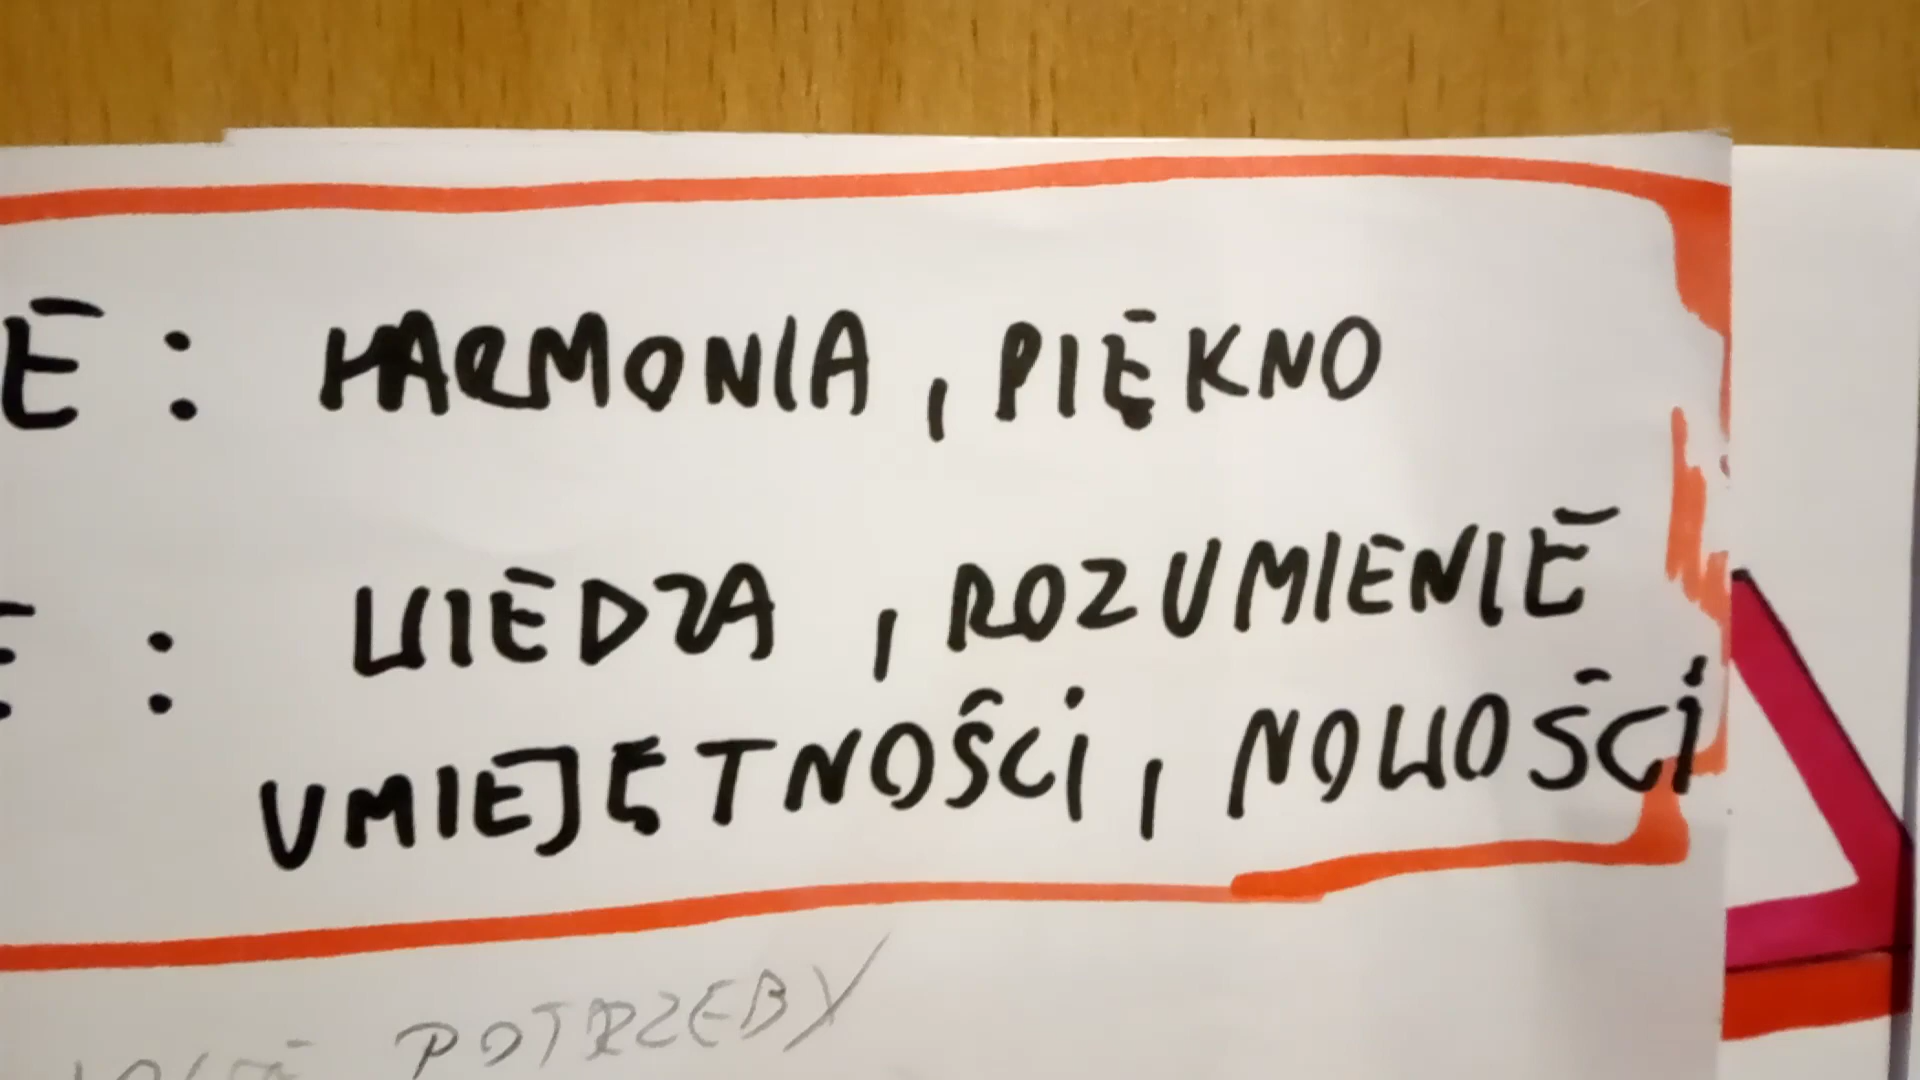 E: HARMONIA, PIĘKNO
E: WIEDZA, ROZUMIENIE
UMIEJĘTNOŚCI, NOWOŚCI
POTRZEBY